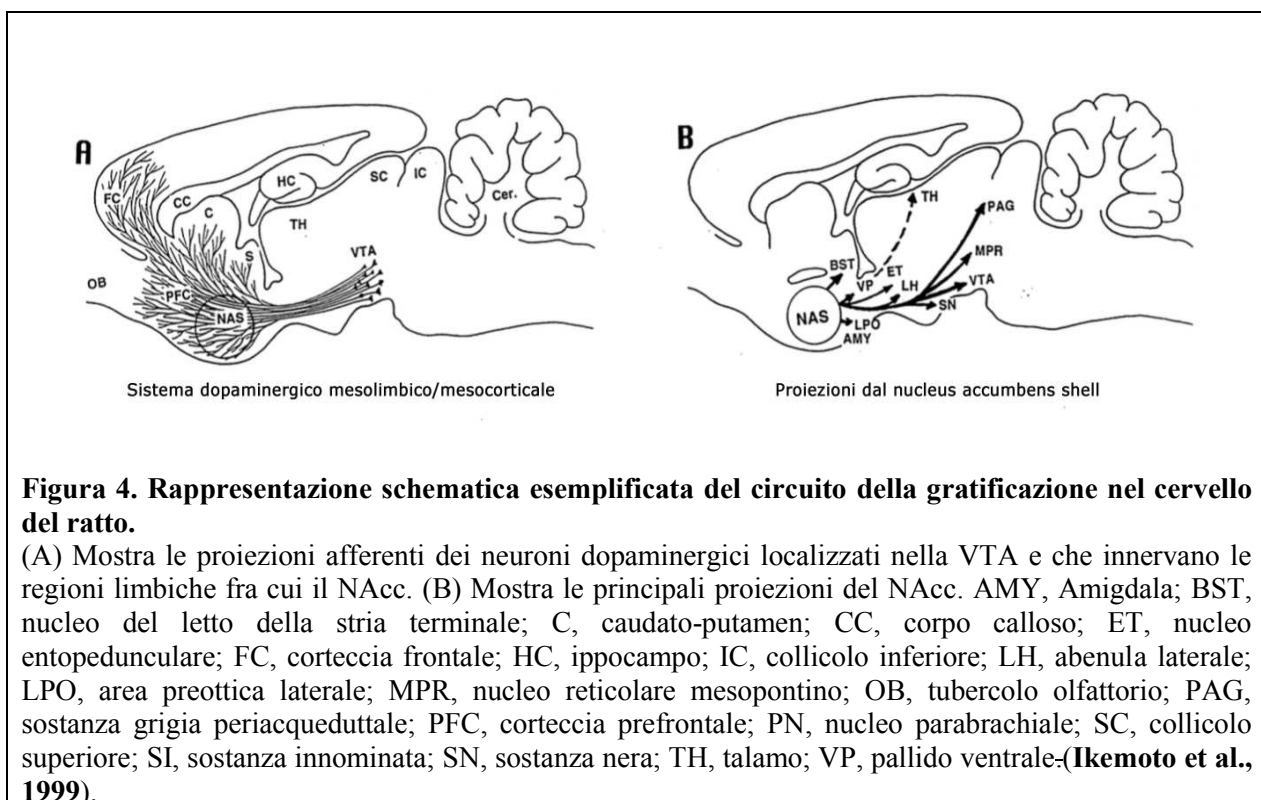 A
FC
CC
C
HC
SC
IC
Cer.
TH
S
VTA
OB
PFC
NAS
Sistema dopaminergico mesolimbico/mesocorticale
B
TH
PAG
MPR
BST
ET
VP
LH
VTA
SN
NAS
LPO
AMY
Proiezioni dal nucleus accumbens shell
Figura 4. Rappresentazione schematica esemplificata del circuito della gratificazione nel cervello
del ratto.
(A) Mostra le proiezioni afferenti dei neuroni dopaminergici localizzati nella VTA e che innervano le
regioni limbiche fra cui il NAcc. (B) Mostra le principali proiezioni del NAcc. AMY, Amigdala; BST,
nucleo del letto della stria terminale; C, caudato-putamen; CC, corpo calloso; ET, nucleo
entopedunculare; FC, corteccia frontale; HC, ippocampo; IC, collicolo inferiore; LH, abenula laterale;
LPO, area preottica laterale; MPR, nucleo reticolare mesopontino; OB, tubercolo olfattorio; PAG,
sostanza grigia periacqueduttale; PFC, corteccia prefrontale; PN, nucleo parabrachiale; SC, collicolo
superiore; SI, sostanza innominata; SN, sostanza nera; TH, talamo; VP, pallido ventrale-(Ikemoto et al.,
1999).